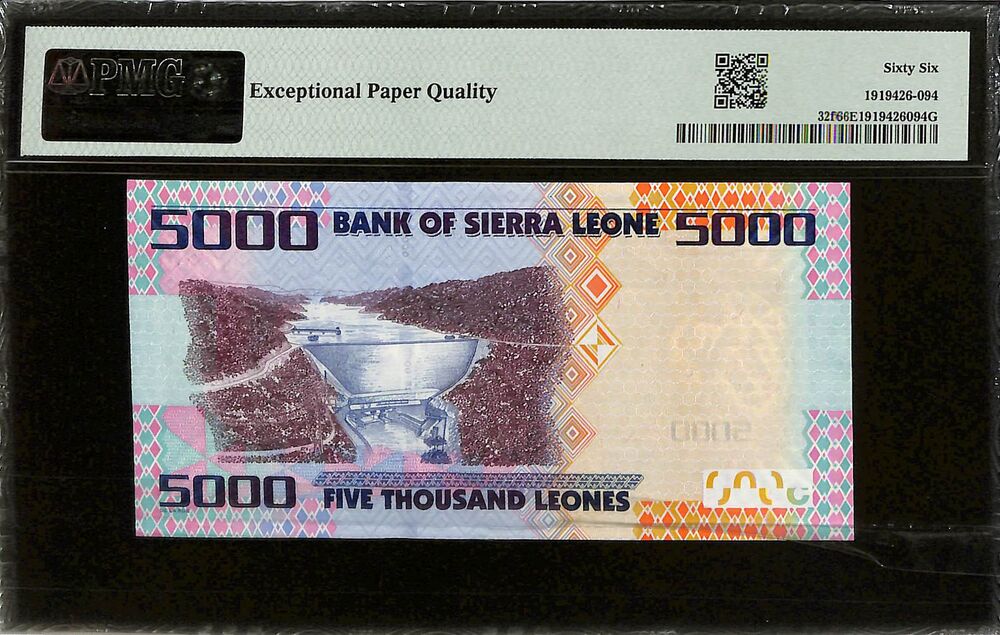 PMG
Exceptional Paper Quality
Sixty Six
1919426-094
32f66E1919426094G
5000 BANK OF SIERRA LEONE 5000
5000
5000 FIVE THOUSAND LEONES